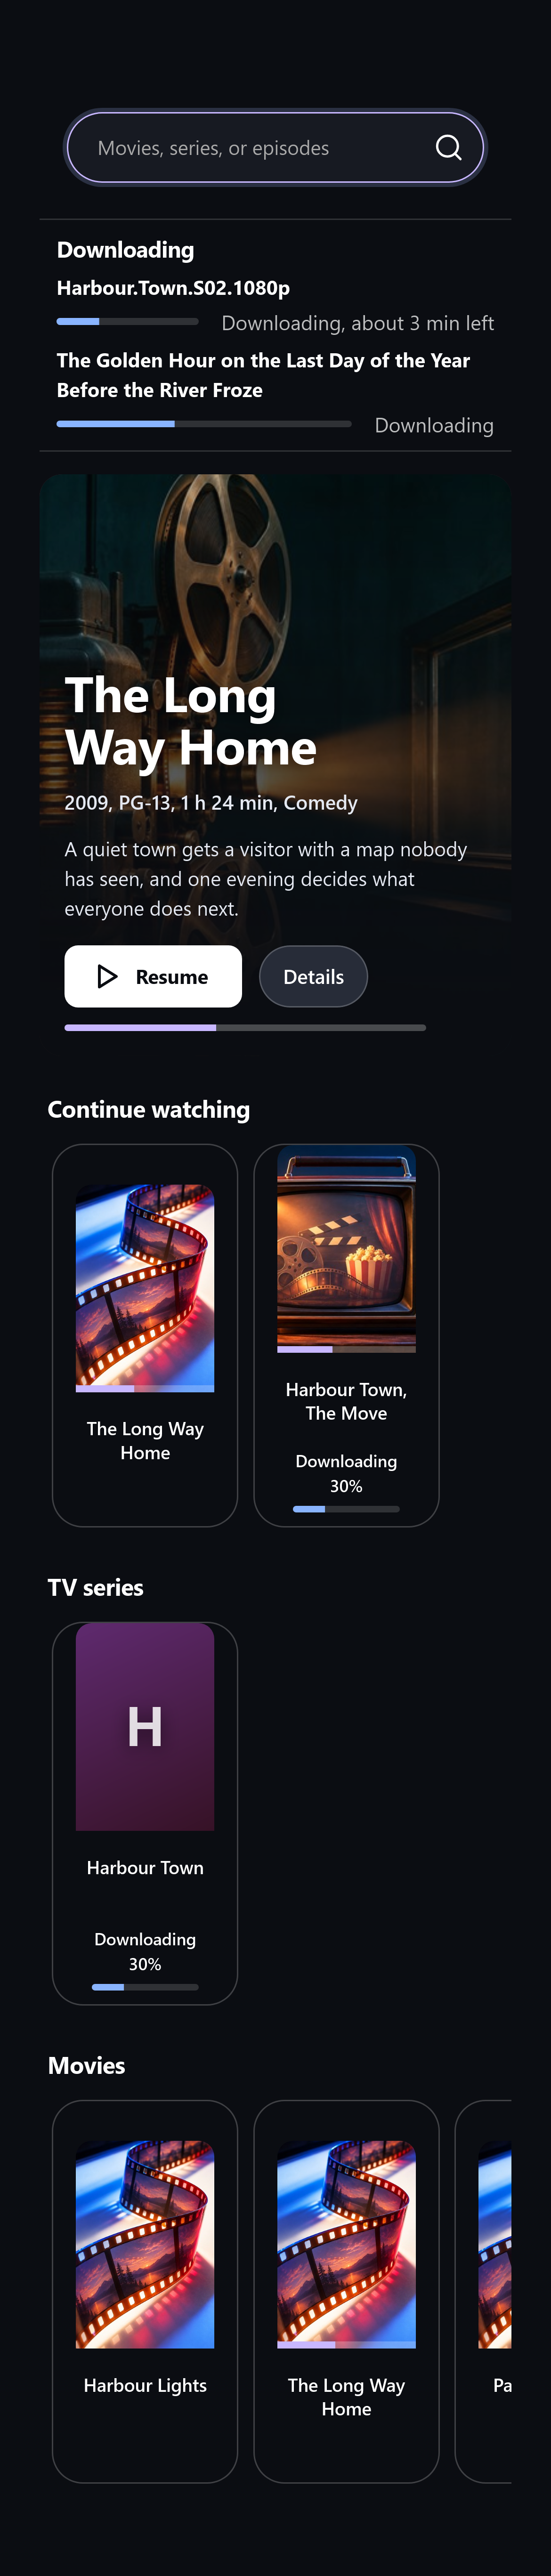 Movies, series, or episodes
Downloading
Harbour.Town.S02.1080p
Downloading, about 3 min left
The Golden Hour on the Last Day of the Year
Before the River Froze
Downloading
The Long
Way Home
2009, PG-13, 1 h 24 min, Comedy
A quiet town gets a visitor with a map nobody
has seen, and one evening decides what
everyone does next.
Resume
Details
Continue watching
The Long Way
Home
Harbour Town,
The Move
Downloading
30%
TV series
H
Harbour Town
Downloading
30%
Movies
Harbour Lights
The Long Way
Home
Pa